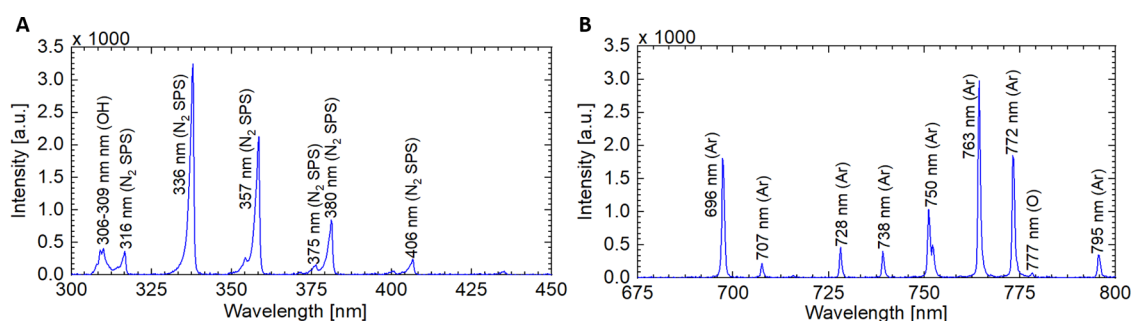 A
x 1000
3.5
3.0
2.5
2.0
1.5
1.0
0.5
0.0
Intensity [a.u.]
306-309 nm nm (OH)
316 nm (N2 SPS)
336 nm (N2 SPS)
357 nm (N2 SPS)
375 nm (N2 SPS)
380 nm (N2 SPS)
406 nm (N2 SPS)
300 325 350 375 400 425 450
Wavelength [nm]
B
x 1000
3.5
3.0
2.5
2.0
1.5
1.0
0.5
0.0
Intensity [a.u.]
696 nm (Ar)
707 nm (Ar)
728 nm (Ar)
738 nm (Ar)
750 nm (Ar)
763 nm (Ar)
772 nm (Ar)
777 nm (O)
795 nm (Ar)
675 700 725 750 775 800
Wavelength [nm]